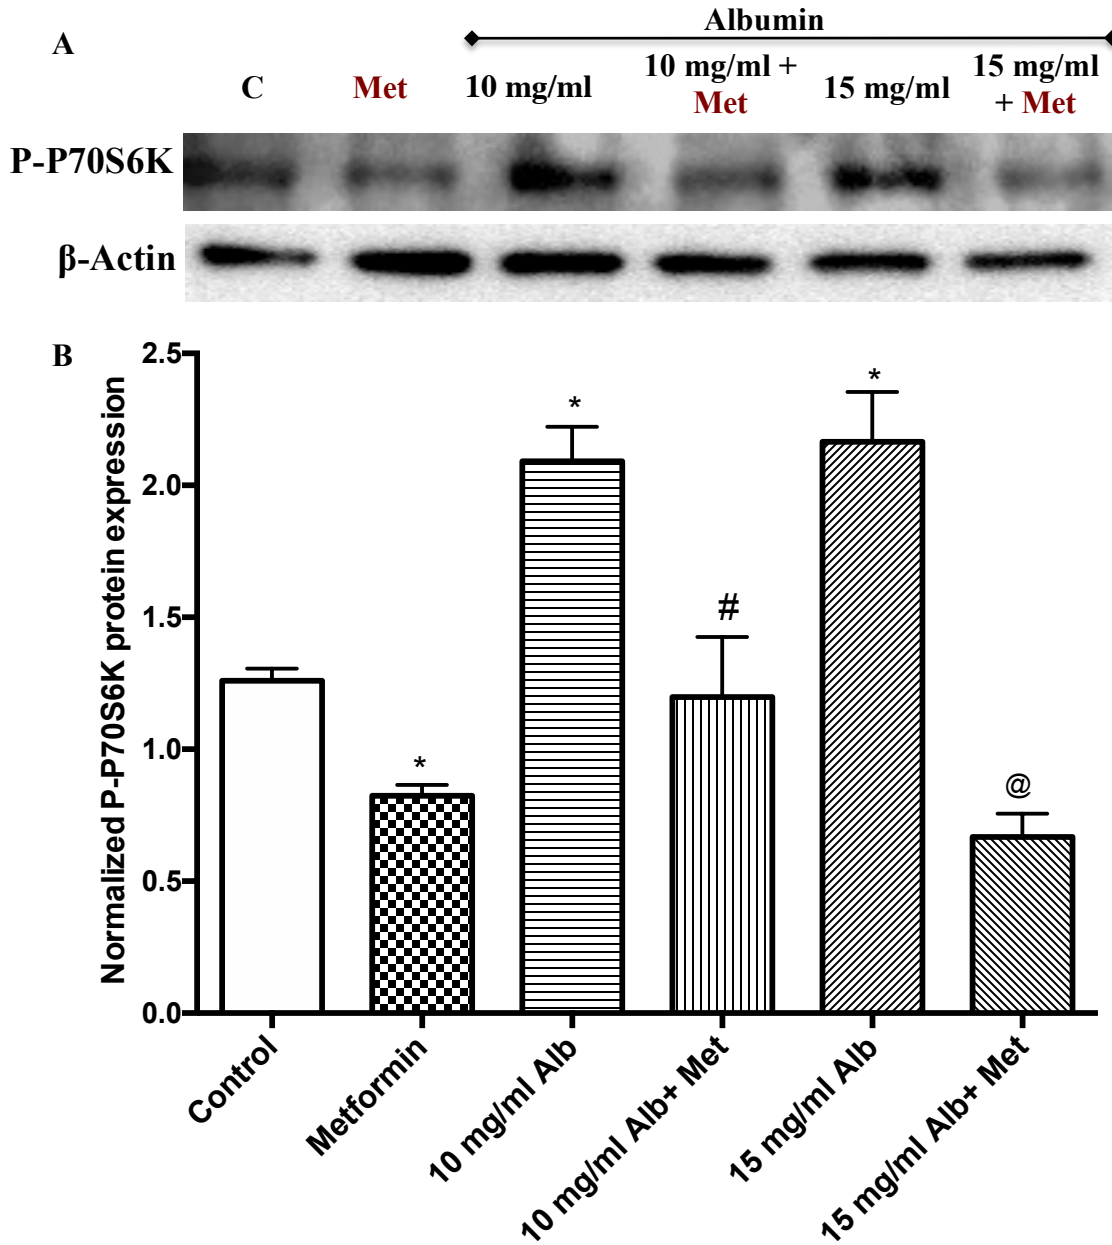 A
Albumin
C
Met
10 mg/ml
10 mg/ml +
Met
15 mg/ml
15 mg/ml
+ Met
P-P70S6K
β-Actin
B
Normalized P-P70S6K protein expression
2.5
2.0
1.5
1.0
0.5
0.0
*
*
#
*
@
Control
Metformin
10 mg/ml Alb
10 mg/ml Alb+ Met
15 mg/ml Alb
15 mg/ml Alb+ Met